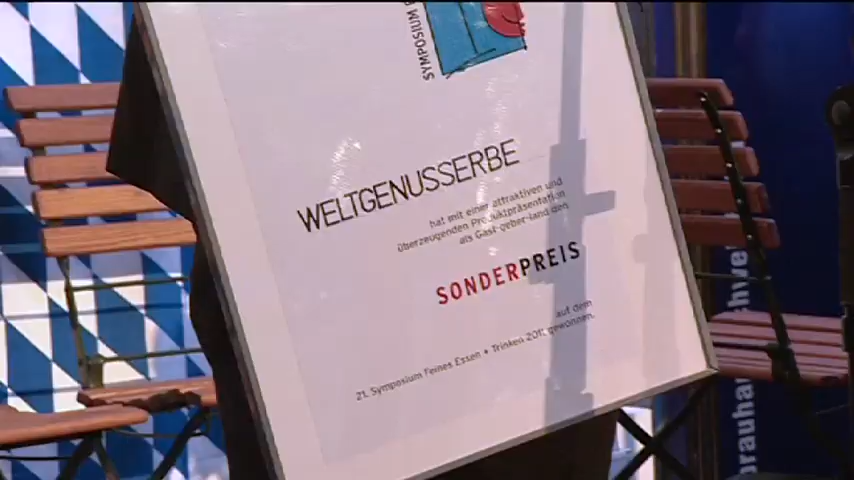 SYMPOSIUM
WELTGENUSSERBE
hat mit einer attraktiven und
überzeugenden Produktpräsentation
als Gast-geber-land den
SONDERPREIS
auf dem
21. Symposium Feines Essen + Trinken 2011, gewonnen.